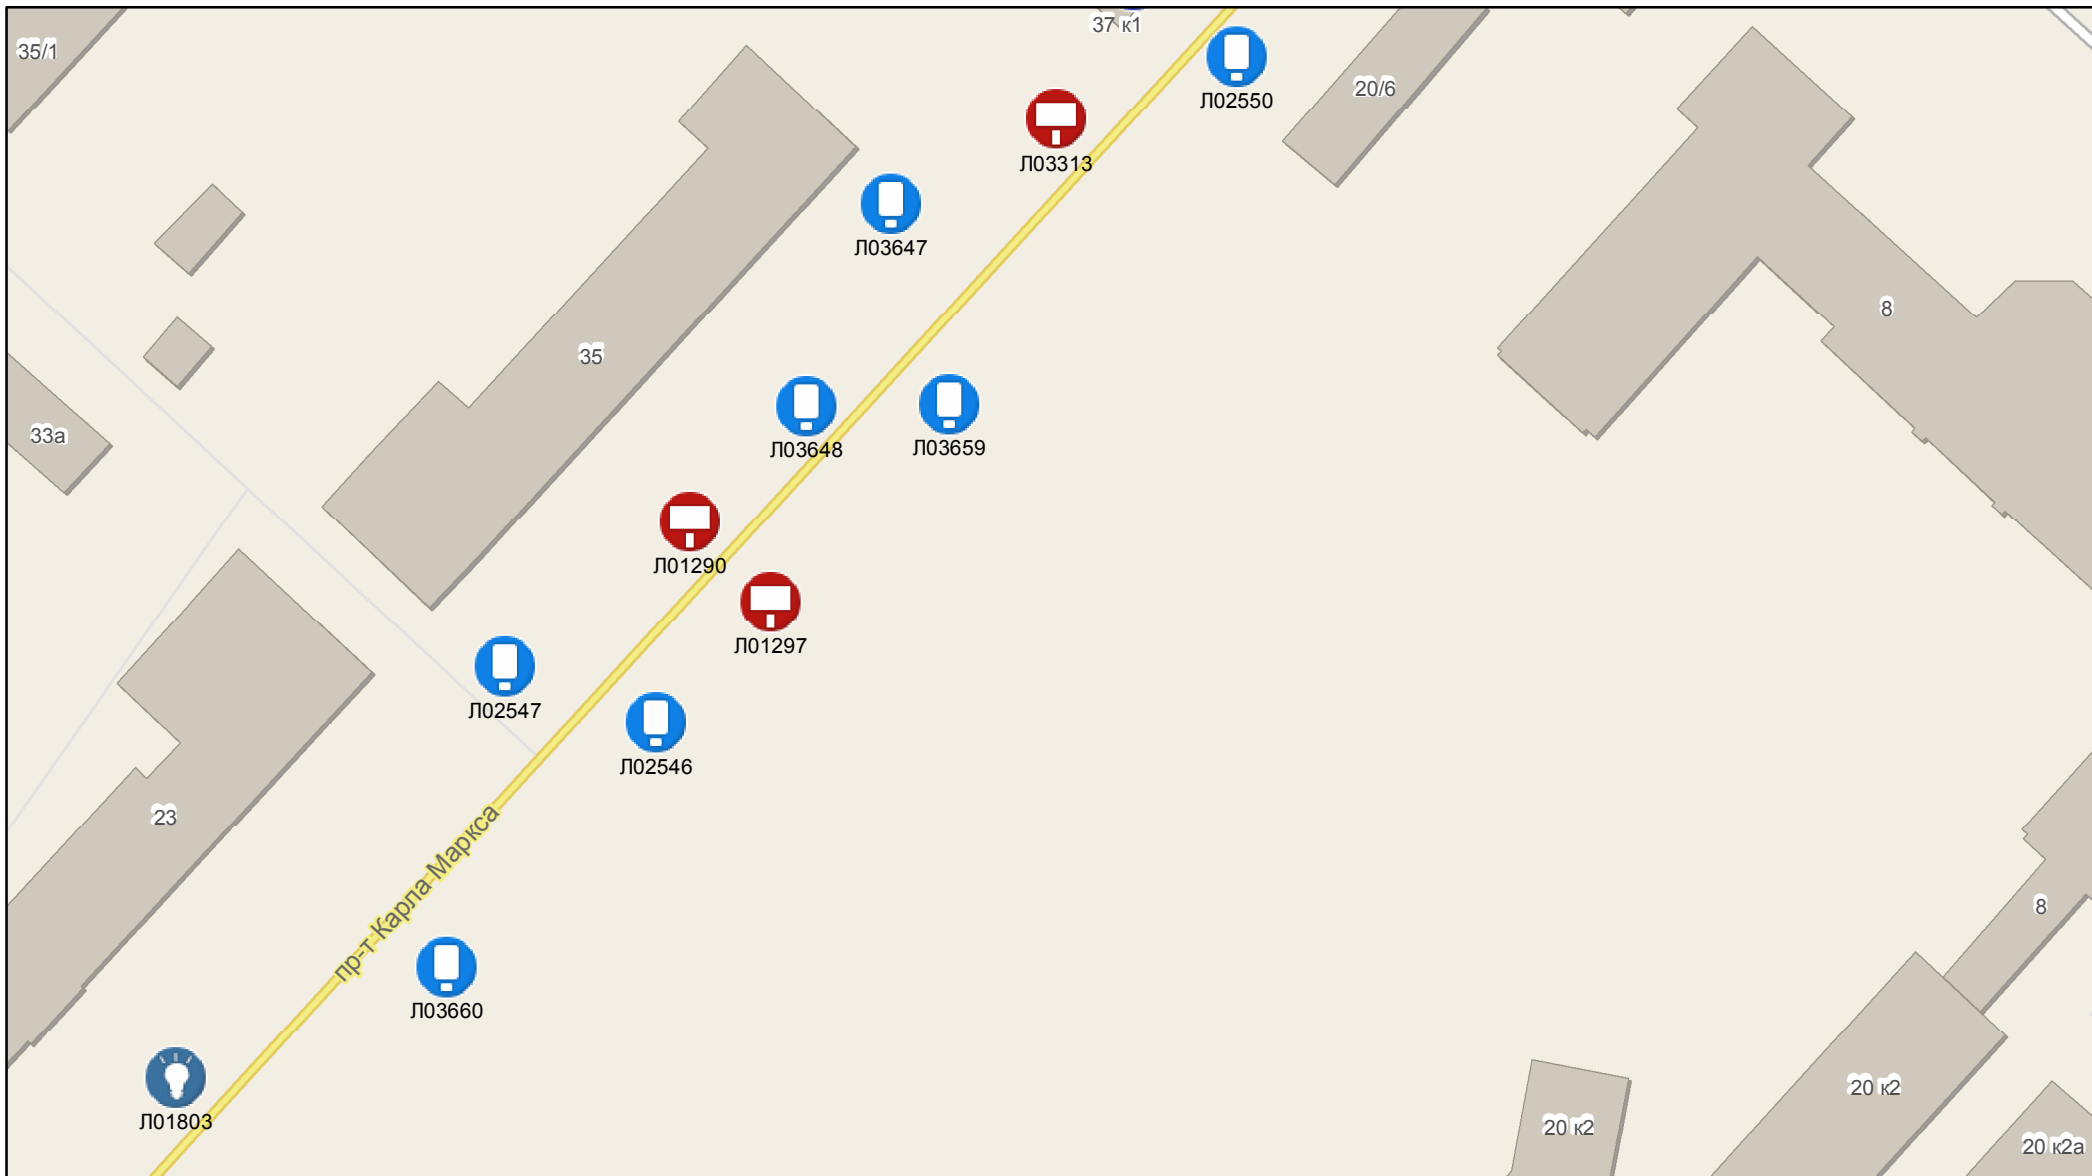 37 к1
35/1
20/6
Л02550
Л03313
Л03647
8
35
33а
Л03648
Л03659
Л01290
Л01297
Л02547
Л02546
23
пр-т Карла Маркса
8
Л03660
20 к2
Л01803
20 к2
20 к2а